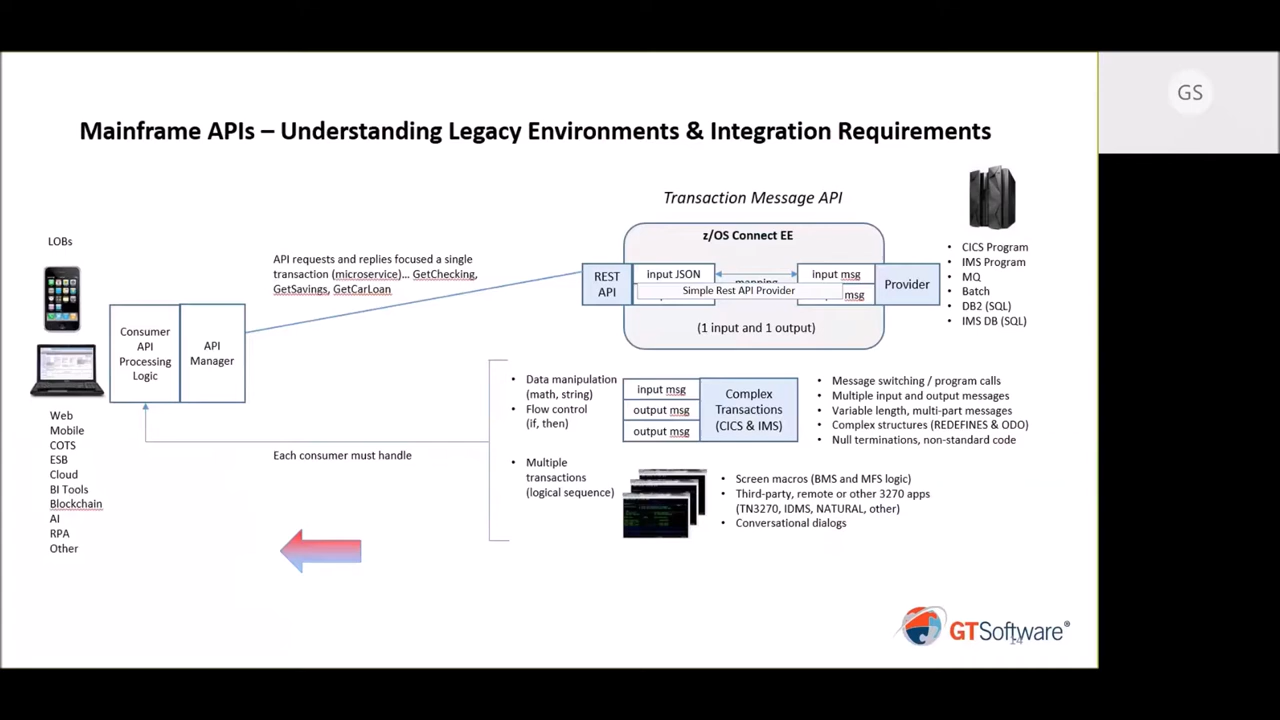 GS
Mainframe APIs – Understanding Legacy Environments & Integration Requirements
LOBs
Consumer
API
Processing
Logic
API
Manager
Web
Mobile
COTS
ESB
Cloud
BI Tools
Blockchain
AI
RPA
Other
API requests and replies focused a single
transaction (microservice)... GetChecking,
GetSavings, GetCarLoan
Each consumer must handle
Transaction Message API
z/OS Connect EE
REST
API
input JSON
input msg
Simple Rest API Provider
msg
(1 input and 1 output)
Provider
• CICS Program
• IMS Program
• MQ
• Batch
• DB2 (SQL)
• IMS DB (SQL)
• Data manipulation
(math, string)
• Flow control
(if, then)
• Multiple
transactions
(logical sequence)
input msg
output msg
output msg
Complex
Transactions
(CICS & IMS)
• Message switching / program calls
• Multiple input and output messages
• Variable length, multi-part messages
• Complex structures (REDEFINES & ODO)
• Null terminations, non-standard code
• Screen macros (BMS and MFS logic)
• Third-party, remote or other 3270 apps
(TN3270, IDMS, NATURAL, other)
• Conversational dialogs
GTSoftware®
14